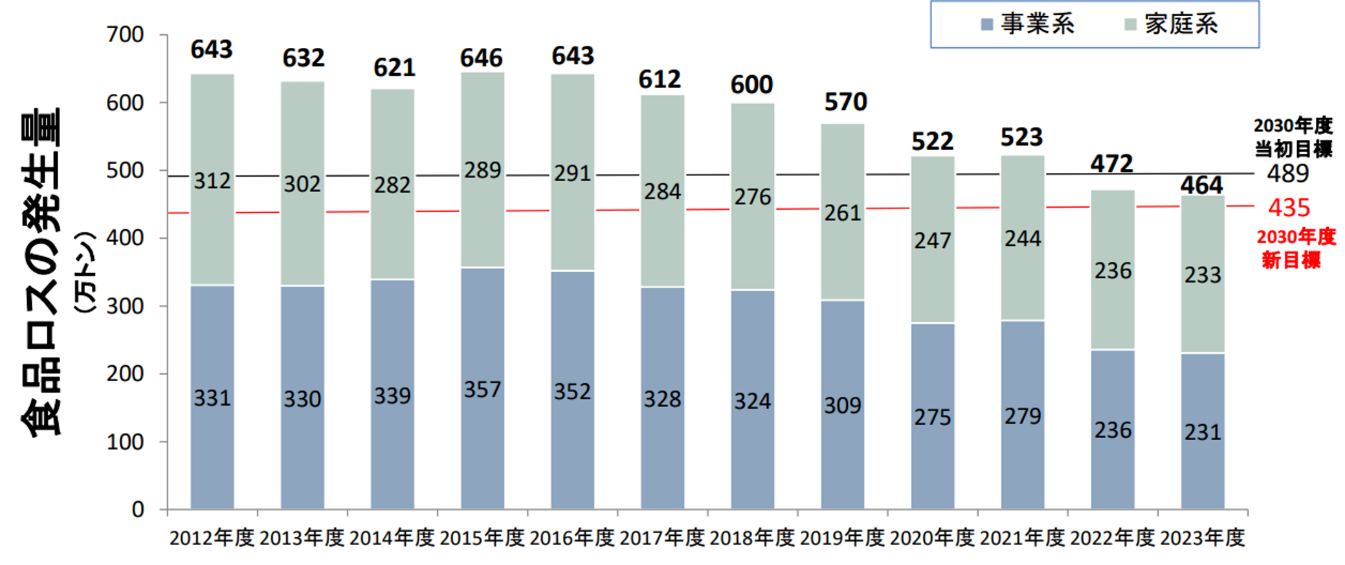 事業系 家庭系
食品ロスの発生量
（万トン）
700
600
500
400
300
200
100
0
643 632 621 646 643 612 600 570 522 523 472 464
312 302 282 289 291 284 276 261 247 244 236 233
331 330 339 357 352 328 324 309 275 279 236 231
2012年度 2013年度 2014年度 2015年度 2016年度 2017年度 2018年度 2019年度 2020年度 2021年度 2022年度 2023年度
2030年度
当初目標
489
435
2030年度
新目標